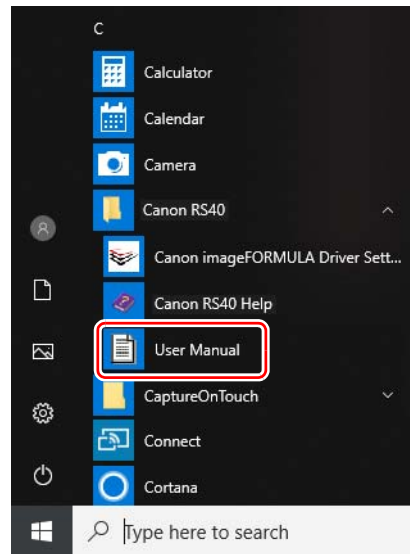 C
Calculator
Calendar
Camera
Canon RS40
Canon imageFORMULA Driver Sett...
Canon RS40 Help
User Manual
CaptureOnTouch
Connect
Cortana
Type here to search